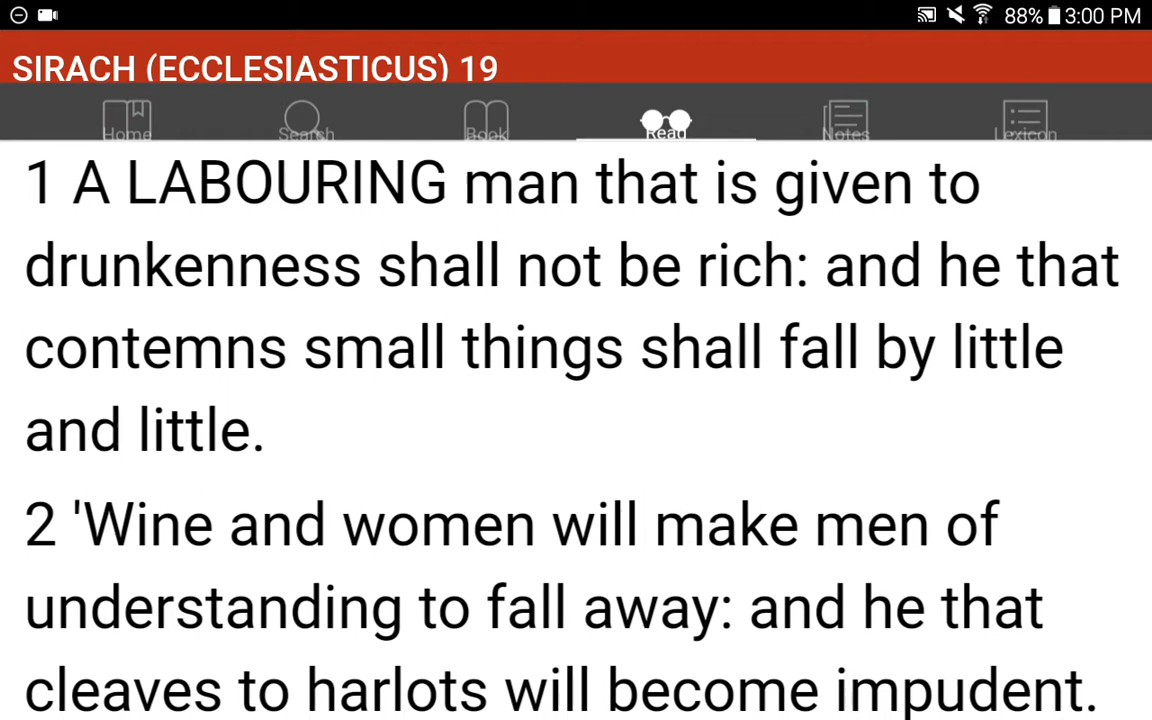 88% 3:00 PM
SIRACH (ECCLESIASTICUS) 19
Home Search Book Read Notes Lexicon
1 A LABOURING man that is given to
drunkenness shall not be rich: and he that
contemns small things shall fall by little
and little.
2 'Wine and women will make men of
understanding to fall away: and he that
cleaves to harlots will become impudent.